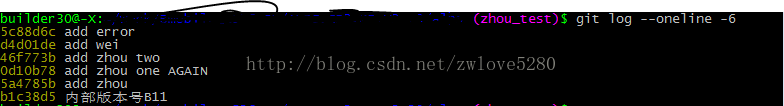 builder30@-X: (zhou_test)$ git log --oneline -6
5c88d6c add error
d4d01de add wei
46f773b add zhou two
0d10b78 add zhou one AGAIN
5a4785b add zhou
b1c38d5 内部版本号B11
http://blog.csdn.net/zwlove5280